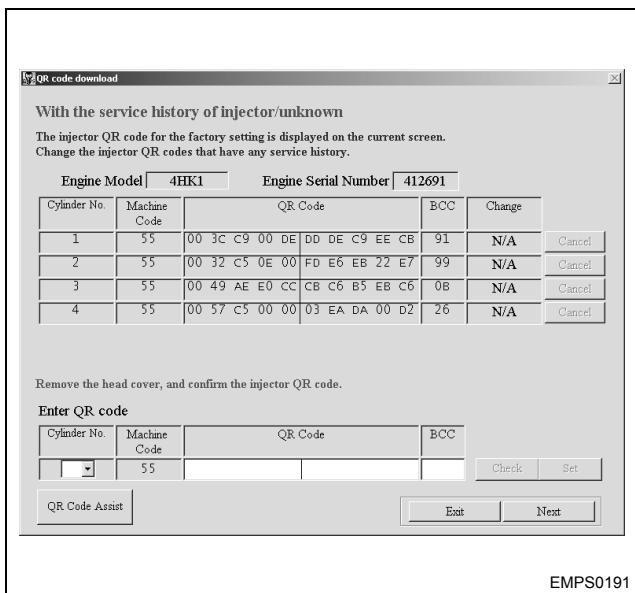 QR code download
With the service history of injector/unknown
The injector QR code for the factory setting is displayed on the current screen.
Change the injector QR codes that have any service history.
Engine Model 4HK1 Engine Serial Number 412691
Cylinder No. Machine Code QR Code BCC Change
1 55 00 3C C9 00 DE DD DE C9 EE CB 91 N/A Cancel
2 55 00 32 C5 0E 00 FD E6 EB 22 E7 99 N/A Cancel
3 55 00 49 AE E0 CC CB C6 B5 EB C6 0B N/A Cancel
4 55 00 57 C5 00 00 03 EA DA 00 D2 26 N/A Cancel
Remove the head cover, and confirm the injector QR code.
Enter QR code
Cylinder No. Machine Code QR Code BCC
55 Check Set
QR Code Assist Exit Next
EMPS0191